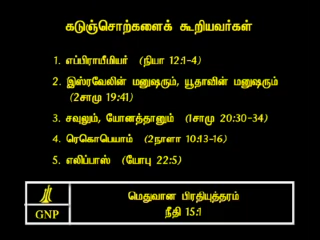 கடுஞ்சொற்களைக் கூறியவர்கள்
1. எப்பிராயீமியர் (நியா 12:1-4)
2. இஸ்ரவேலின் மனுஷரும், யூதாவின் மனுஷரும்
(2சாமு 19:41)
3. சவுலும், யோனத்தானும் (1சாமு 20:30-34)
4. ரெகொபெயாம் (2நாளா 10:13-16)
5. எலிப்பாஸ் (யோபு 22:5)
மெதுவான பிரதியுத்தரம்
நீதி 15:1
GNP